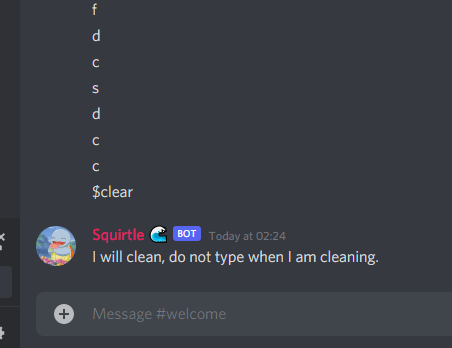 f
d
c
s
d
c
c
$clear
Squirtle 🌊 BOT Today at 02:24
I will clean, do not type when I am cleaning.
Message #welcome